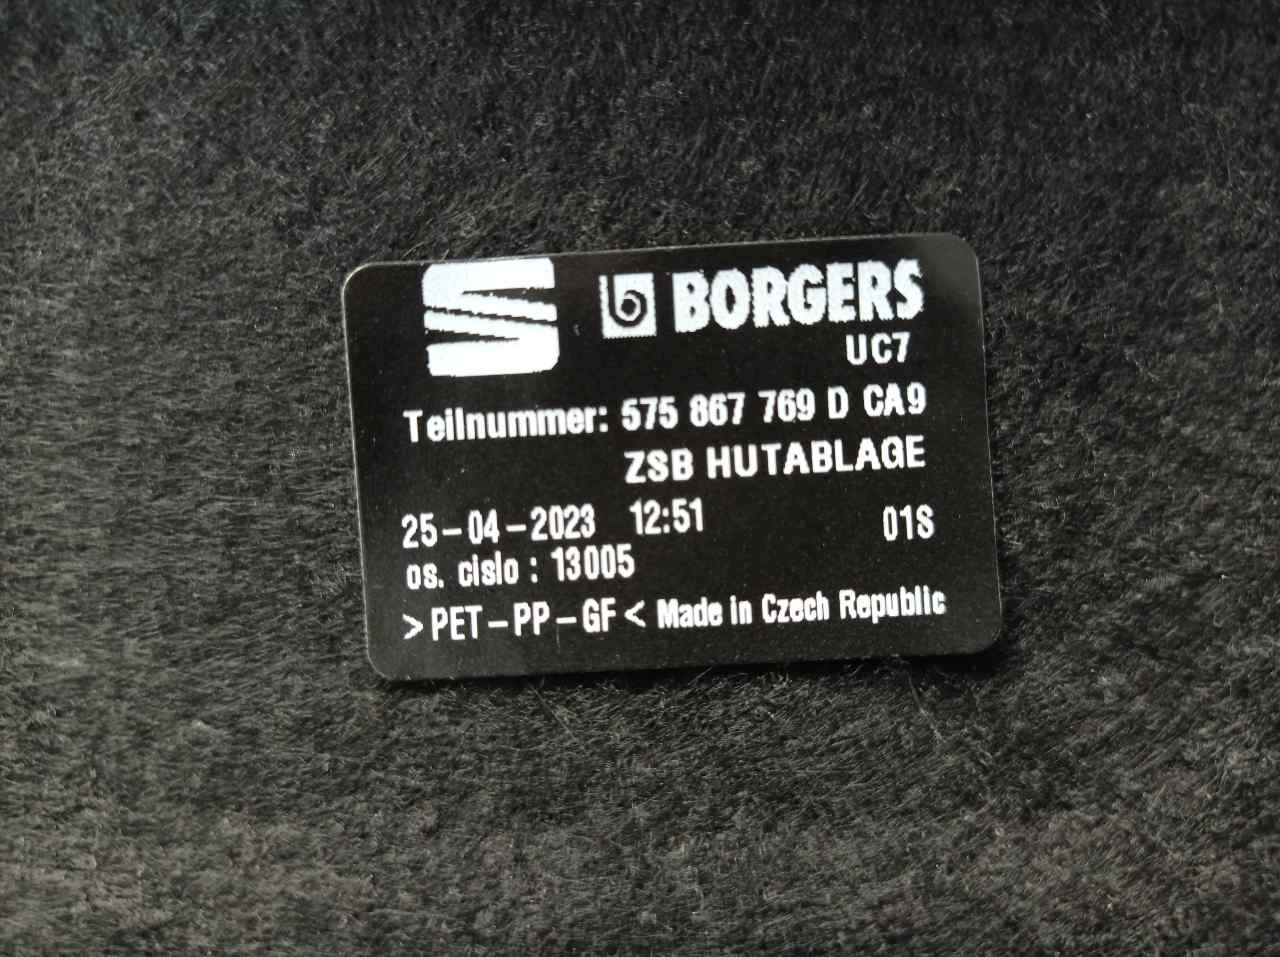 BORGERS
UC7
Teilnummer: 575 867 769 D CA9
ZSB HUTABLAGE
25-04-2023 12:51 01S
os. cislo : 13005
>PET-PP-GF< Made in Czech Republic